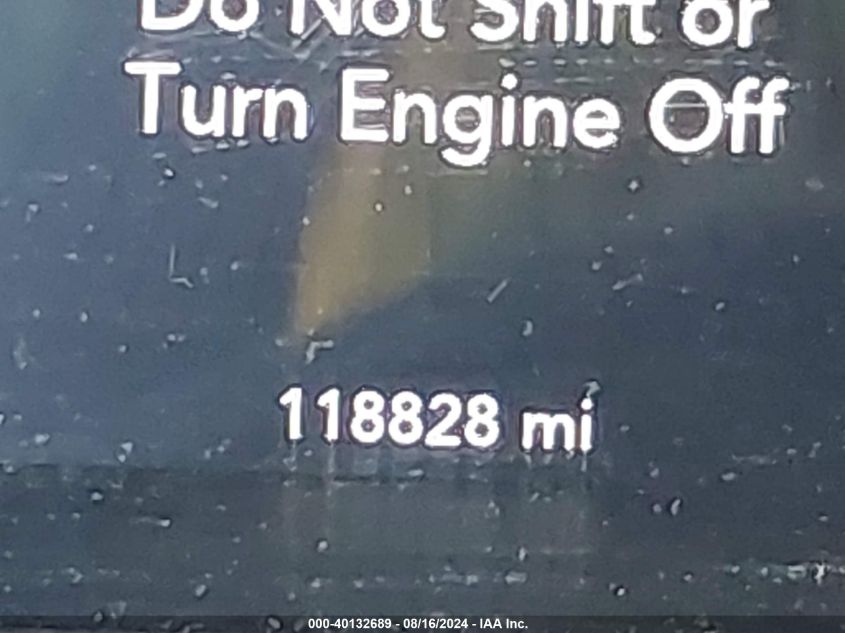 Do Not Shift or
Turn Engine Off
118828 mi
000-40132689 - 08/16/2024 - IAA Inc.